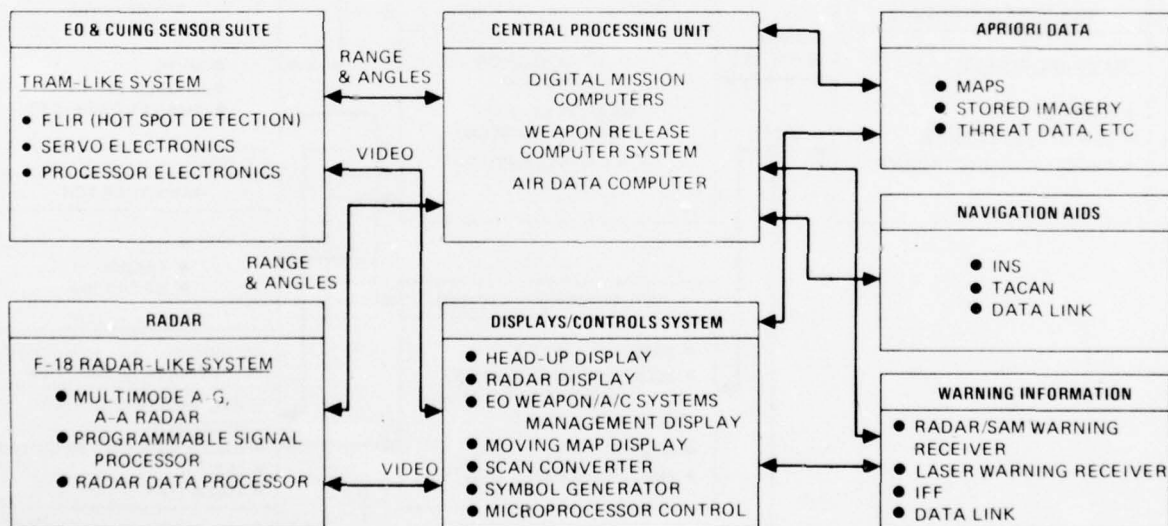 EO & CUING SENSOR SUITE
TRAM-LIKE SYSTEM
● FLIR (HOT SPOT DETECTION)
● SERVO ELECTRONICS
● PROCESSOR ELECTRONICS
RANGE
& ANGLES
VIDEO
CENTRAL PROCESSING UNIT
DIGITAL MISSION
COMPUTERS
WEAPON RELEASE
COMPUTER SYSTEM
AIR DATA COMPUTER
APRIORI DATA
● MAPS
● STORED IMAGERY
● THREAT DATA, ETC
NAVIGATION AIDS
● INS
● TACAN
● DATA LINK
RANGE
& ANGLES
RADAR
F-18 RADAR-LIKE SYSTEM
● MULTIMODE A-G,
A-A RADAR
● PROGRAMMABLE SIGNAL
PROCESSOR
● RADAR DATA PROCESSOR
VIDEO
DISPLAYS/CONTROLS SYSTEM
● HEAD-UP DISPLAY
● RADAR DISPLAY
● EO WEAPON/A/C SYSTEMS
MANAGEMENT DISPLAY
● MOVING MAP DISPLAY
● SCAN CONVERTER
● SYMBOL GENERATOR
● MICROPROCESSOR CONTROL
WARNING INFORMATION
● RADAR/SAM WARNING
RECEIVER
● LASER WARNING RECEIVER
● IFF
● DATA LINK